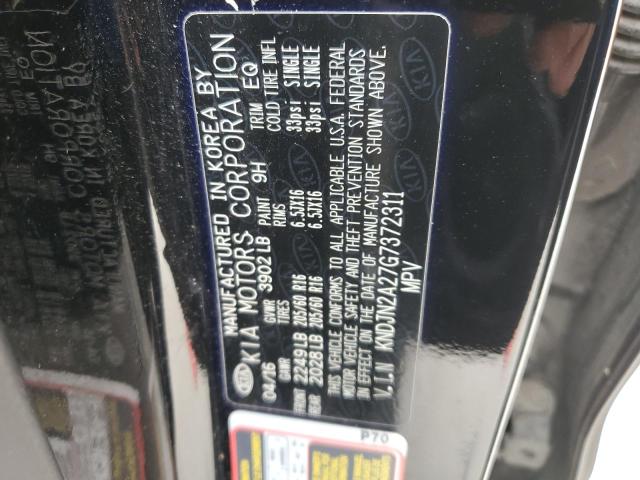 MANUFACTURED IN KOREA BY
KIA KIA MOTORS CORPORATION
04/16 GVWR 3902 LB PAINT 9H TRIM EQ
GAWR TIRES RIMS COLD TIRE INFL
FRONT 2249 LB 205/60 R16 6.5JX16 33psi SINGLE
REAR 2028 LB 205/60 R16 6.5JX16 33psi SINGLE
THIS VEHICLE CONFORMS TO ALL APPLICABLE U.S.A. FEDERAL
MOTOR VEHICLE SAFETY AND THEFT PREVENTION STANDARDS
IN EFFECT ON THE DATE OF MANUFACTURE SHOWN ABOVE.
V.I.N KNDJN2A27G7372311
MPV
P70